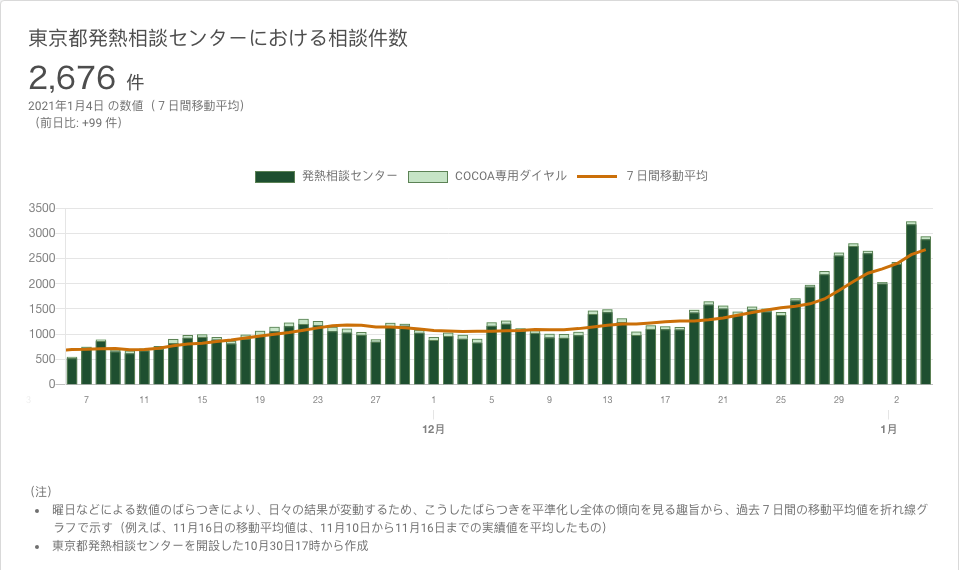 東京都発熱相談センターにおける相談件数
2,676 件
2021年1月4日 の数値（７日間移動平均）
（前日比: +99 件）
発熱相談センター COCOA専用ダイヤル ７日間移動平均
3500
3000
2500
2000
1500
1000
500
0
3 7 11 15 19 23 27 1 5 9 13 17 21 25 29 2
12月 1月
（注）
• 曜日などによる数値のばらつきにより、日々の結果が変動するため、こうしたばらつきを平準化し全体の傾向を見る趣旨から、過去７日間の移動平均値を折れ線グ
ラフで示す（例えば、11月16日の移動平均値は、11月10日から11月16日までの実績値を平均したもの）
• 東京都発熱相談センターを開設した10月30日17時から作成